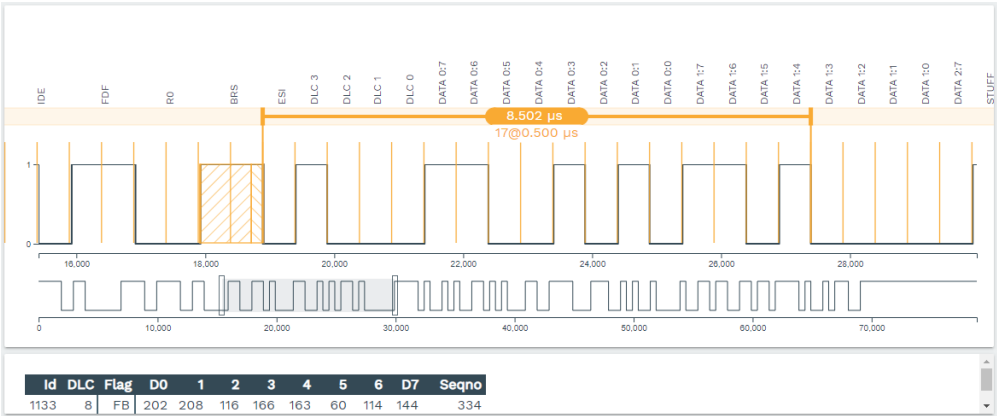 IDE FDF R0 BRS ESI DLC 3 DLC 2 DLC 1 DLC 0 DATA 0:7 DATA 0:6 DATA 0:5 DATA 0:4 DATA 0:3 DATA 0:2 DATA 0:1 DATA 0:0 DATA 1:7 DATA 1:6 DATA 1:5 DATA 1:4 DATA 1:3 DATA 1:2 DATA 1:1 DATA 1:0 DATA 2:7 STUFF
8.502 µs
17@0.500 µs
1
0
16,000 18,000 20,000 22,000 24,000 26,000 28,000
0 10,000 20,000 30,000 40,000 50,000 60,000 70,000
Id DLC Flag D0 1 2 3 4 5 6 D7 Seqno
1133 8 FB 202 208 116 166 163 60 114 144 334